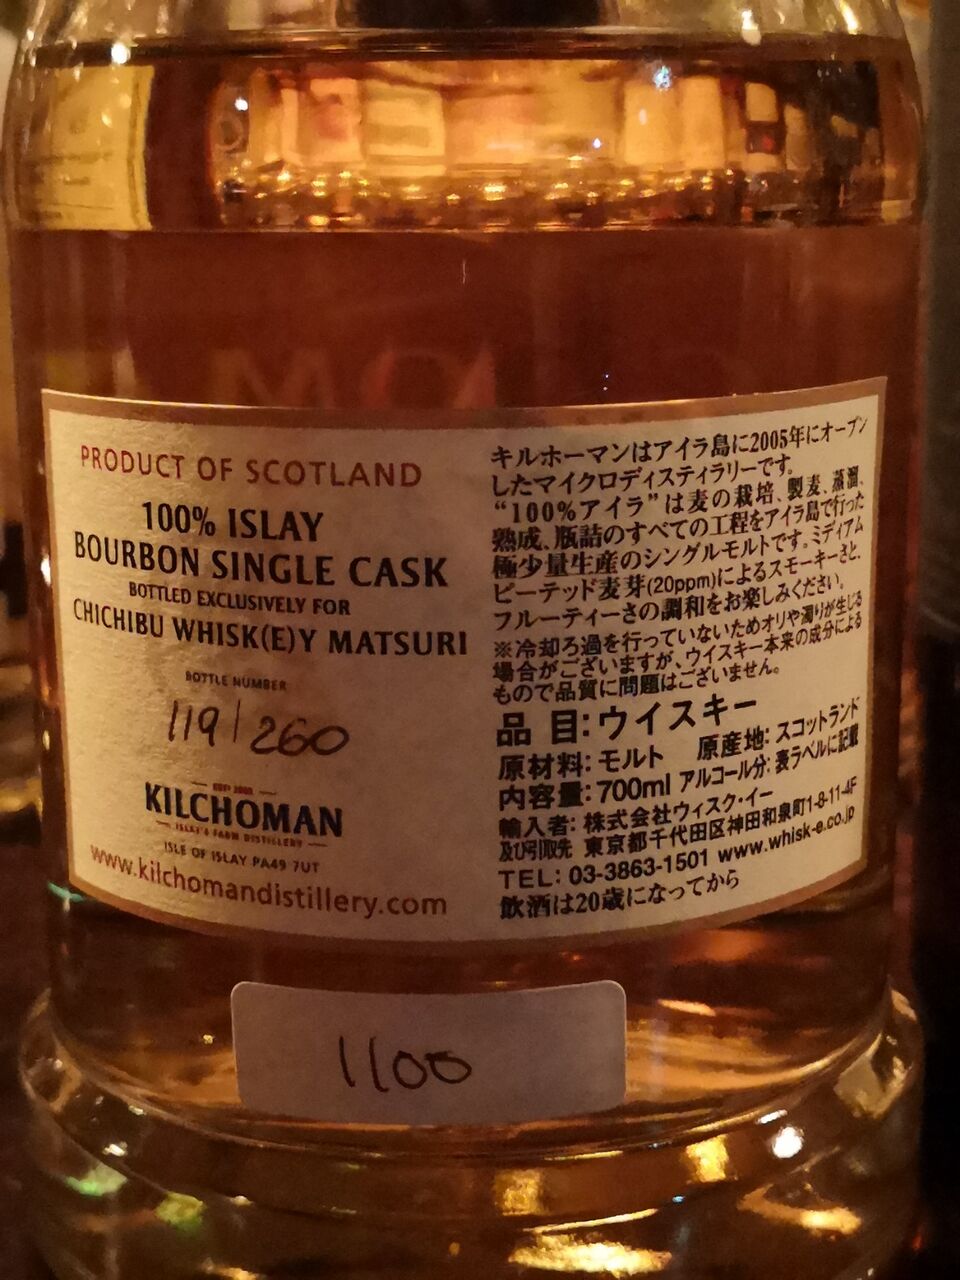 PRODUCT OF SCOTLAND
100% ISLAY
BOURBON SINGLE CASK
BOTTLED EXCLUSIVELY FOR
CHICHIBU WHISK(E)Y MATSURI
BOTTLE NUMBER
119/260
KILCHOMAN
ISLAY'S FARM DISTILLERY
ISLE OF ISLAY PA49 7UT
www.kilchomandistillery.com
キルホーマンはアイラ島に2005年にオープン
したマイクロディスティラリーです。
“100%アイラ”は麦の栽培、製麦、蒸溜、
熟成、瓶詰のすべての工程をアイラ島で行った
極少量生産のシングルモルトです。ミディアム
ピーテッド麦芽(20ppm)によるスモーキーさと、
フルーティーさの調和をお楽しみください。
※冷却ろ過を行っていないためオリや濁りが生じる
場合がございますが、ウイスキー本来の成分による
もので品質に問題はございません。
品目:ウイスキー
原材料:モルト 原産地:スコットランド
内容量:700ml アルコール分:表ラベルに記載
輸入者: 株式会社ウィスク・イー
及び引取先 東京都千代田区神田和泉町1-8-11-4F
TEL: 03-3863-1501 www.whisk-e.co.jp
飲酒は20歳になってから
1100